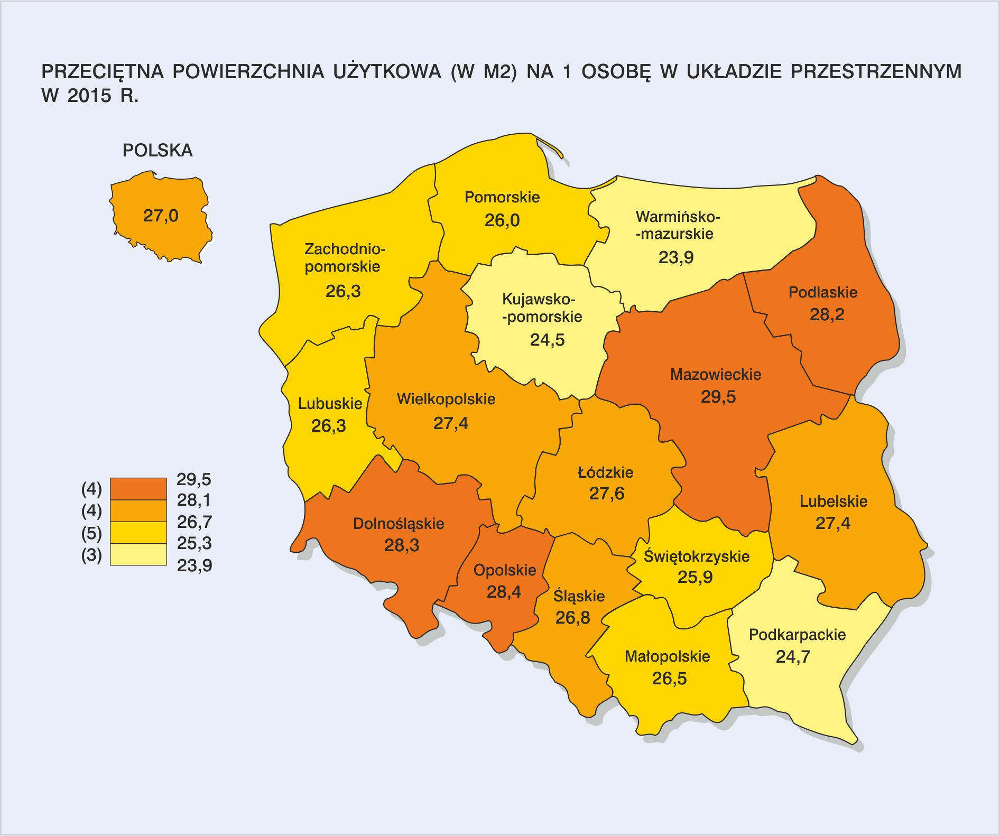 PRZECIĘTNA POWIERZCHNIA UŻYTKOWA (W M2) NA 1 OSOBĘ W UKŁADZIE PRZESTRZENNYM
W 2015 R.
POLSKA
27,0
Pomorskie
26,0
Warmińsko-
-mazurskie
23,9
Zachodnio-
pomorskie
26,3
Podlaskie
28,2
Kujawsko-
-pomorskie
24,5
Mazowieckie
29,5
Lubuskie
26,3
Wielkopolskie
27,4
Łódzkie
27,6
Lubelskie
27,4
Dolnośląskie
28,3
Opolskie
28,4
Śląskie
26,8
Świętokrzyskie
25,9
Małopolskie
26,5
Podkarpackie
24,7
29,5
(4)
28,1
(4)
26,7
(5)
25,3
(3)
23,9